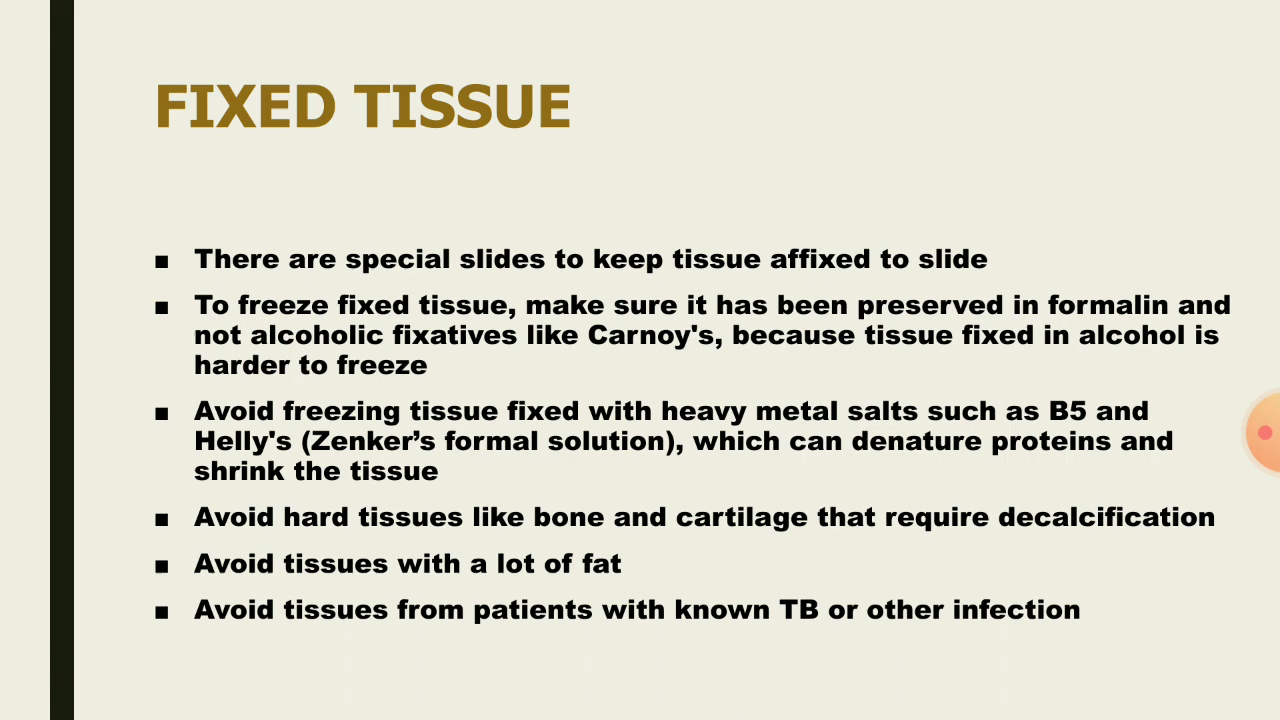 FIXED TISSUE
▪ There are special slides to keep tissue affixed to slide
▪ To freeze fixed tissue, make sure it has been preserved in formalin and
not alcoholic fixatives like Carnoy's, because tissue fixed in alcohol is
harder to freeze
▪ Avoid freezing tissue fixed with heavy metal salts such as B5 and
Helly's (Zenker’s formal solution), which can denature proteins and
shrink the tissue
▪ Avoid hard tissues like bone and cartilage that require decalcification
▪ Avoid tissues with a lot of fat
▪ Avoid tissues from patients with known TB or other infection